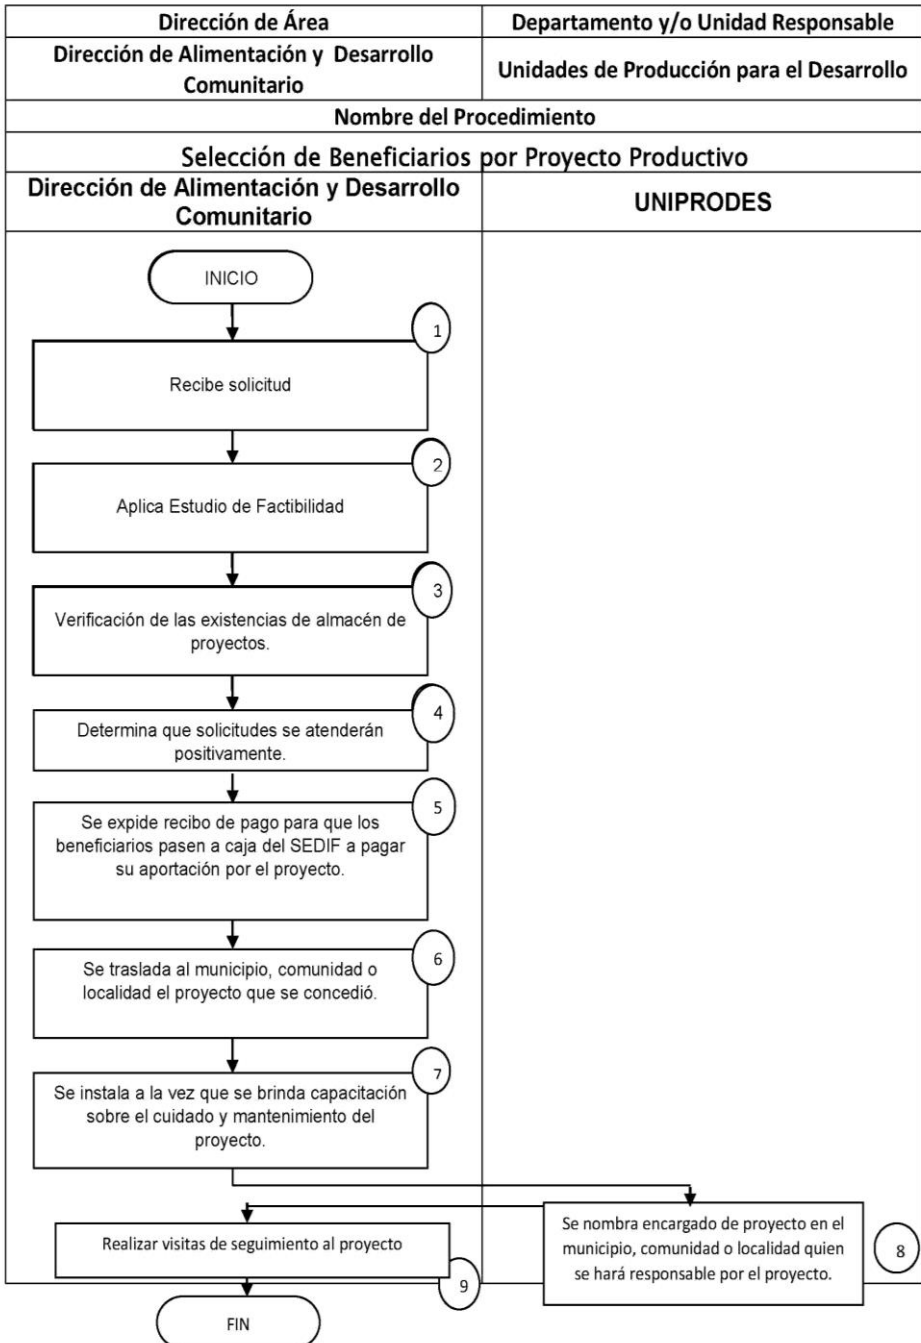 Dirección de Área
Departamento y/o Unidad Responsable
Dirección de Alimentación y Desarrollo
Comunitario
Unidades de Producción para el Desarrollo
Nombre del Procedimiento
Selección de Beneficiarios por Proyecto Productivo
Dirección de Alimentación y Desarrollo
Comunitario
UNIPRODES
INICIO
1
Recibe solicitud
2
Aplica Estudio de Factibilidad
3
Verificación de las existencias de almacén de
proyectos.
4
Determina que solicitudes se atenderán
positivamente.
5
Se expide recibo de pago para que los
beneficiarios pasen a caja del SEDIF a pagar
su aportación por el proyecto.
6
Se traslada al municipio, comunidad o
localidad el proyecto que se concedió.
7
Se instala a la vez que se brinda capacitación
sobre el cuidado y mantenimiento del
proyecto.
Se nombra encargado de proyecto en el
municipio, comunidad o localidad quien
se hará responsable por el proyecto.
8
Realizar visitas de seguimiento al proyecto
9
FIN